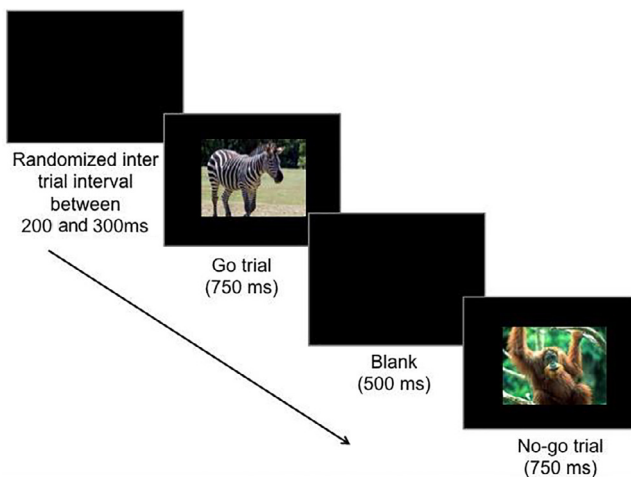 Randomized inter
trial interval
between
200 and 300ms
Go trial
(750 ms)
Blank
(500 ms)
No-go trial
(750 ms)